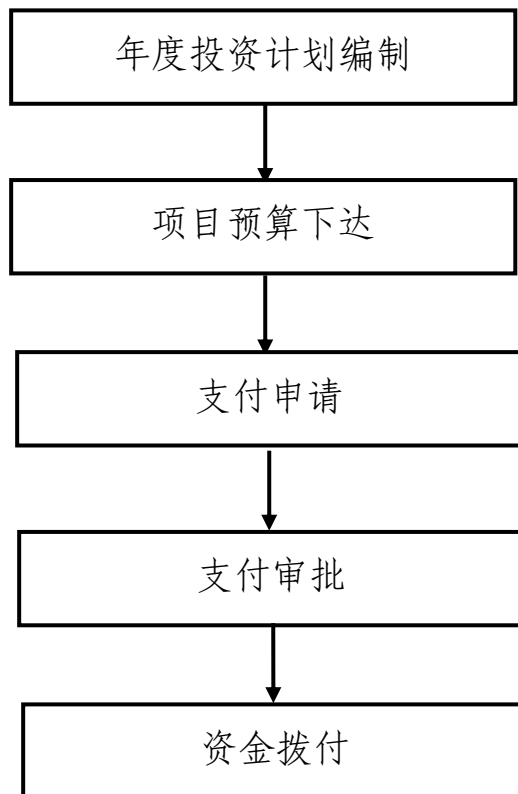 年度投资计划编制
项目预算下达
支付申请
支付审批
资金拨付